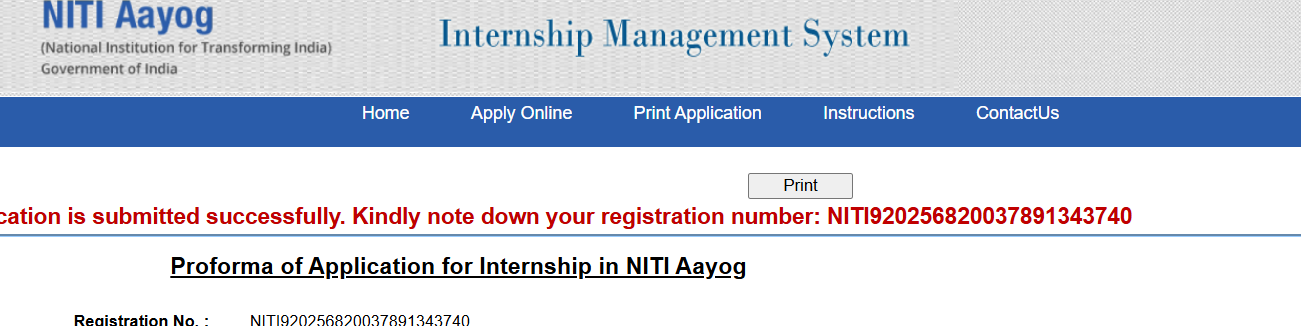 NITI Aayog
(National Institution for Transforming India)
Government of India
Internship Management System
Home Apply Online Print Application Instructions ContactUs
Print
cation is submitted successfully. Kindly note down your registration number: NITI920256820037891343740
Proforma of Application for Internship in NITI Aayog
Registration No. : NITI920256820037891343740